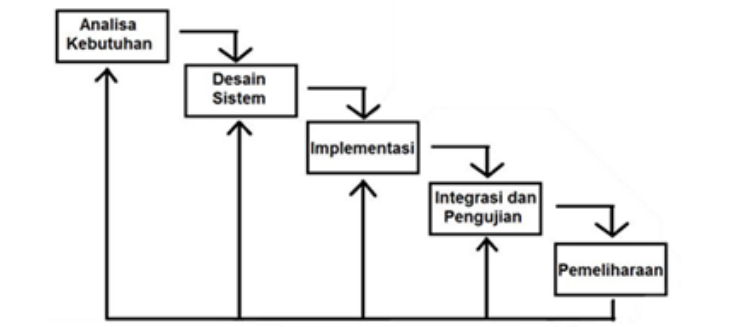 Analisa
Kebutuhan
Desain
Sistem
Implementasi
Integrasi dan
Pengujian
Pemeliharaan